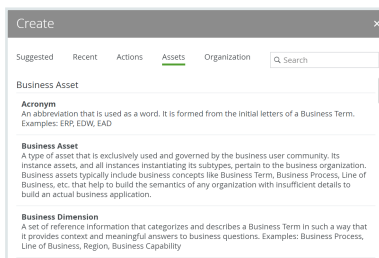 Create
Suggested Recent Actions Assets Organization Search
Business Asset
Acronym
An abbreviation that is used as a word. It is formed from the initial letters of a Business Term.
Examples: ERP, EDW, EAD
Business Asset
A type of asset that is exclusively used and governed by the business user community. Its
instance assets, and all instances instantiating its subtypes, pertain to the business organization.
Business assets typically include business concepts like Business Term, Business Process, Line of
Business, etc. that help to build the semantics of any organization with insufficient details to
build an actual business application.
Business Dimension
A set of reference information that categorizes and describes a Business Term in such a way that
it provides context and meaningful answers to business questions. Examples: Business Process,
Line of Business, Region, Business Capability